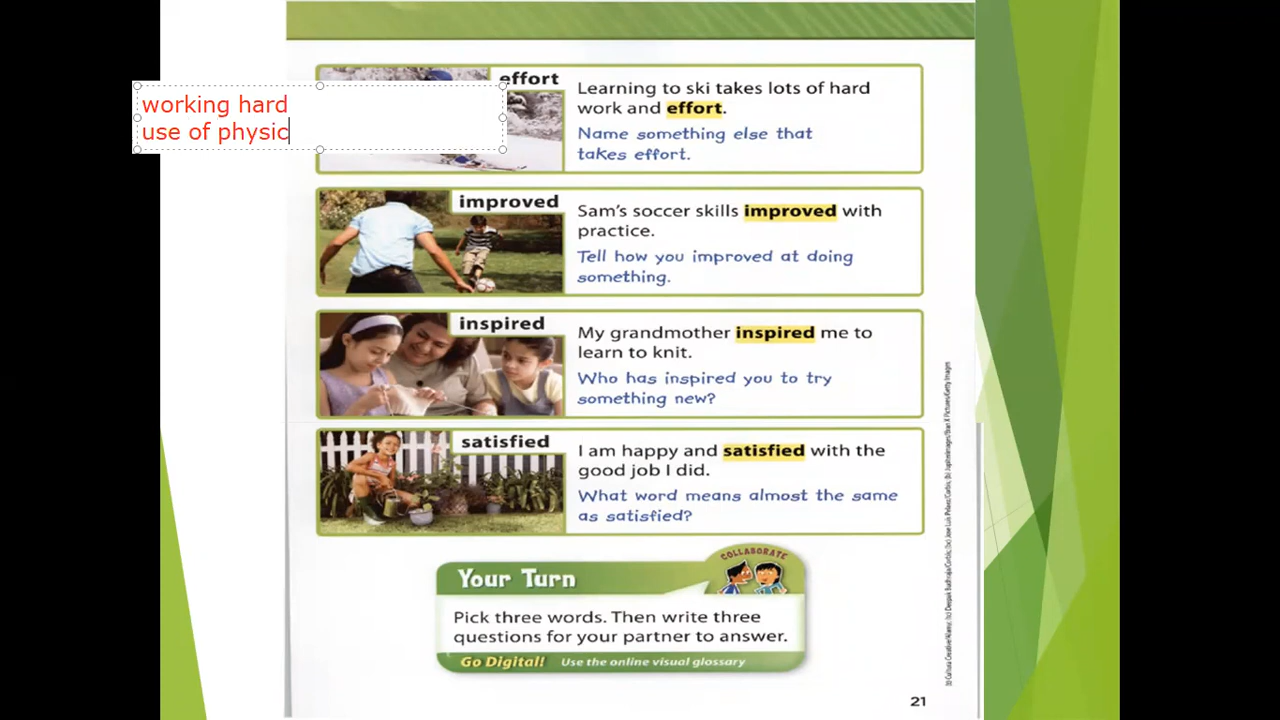 effort
working hard
use of physic
Learning to ski takes lots of hard
work and effort.
Name something else that
takes effort.
improved
Sam's soccer skills improved with
practice.
Tell how you improved at doing
something.
inspired
My grandmother inspired me to
learn to knit.
Who has inspired you to try
something new?
satisfied
I am happy and satisfied with the
good job I did.
What word means almost the same
as satisfied?
COLLABORATE
Your Turn
Pick three words. Then write three
questions for your partner to answer.
Go Digital! Use the online visual glossary
21